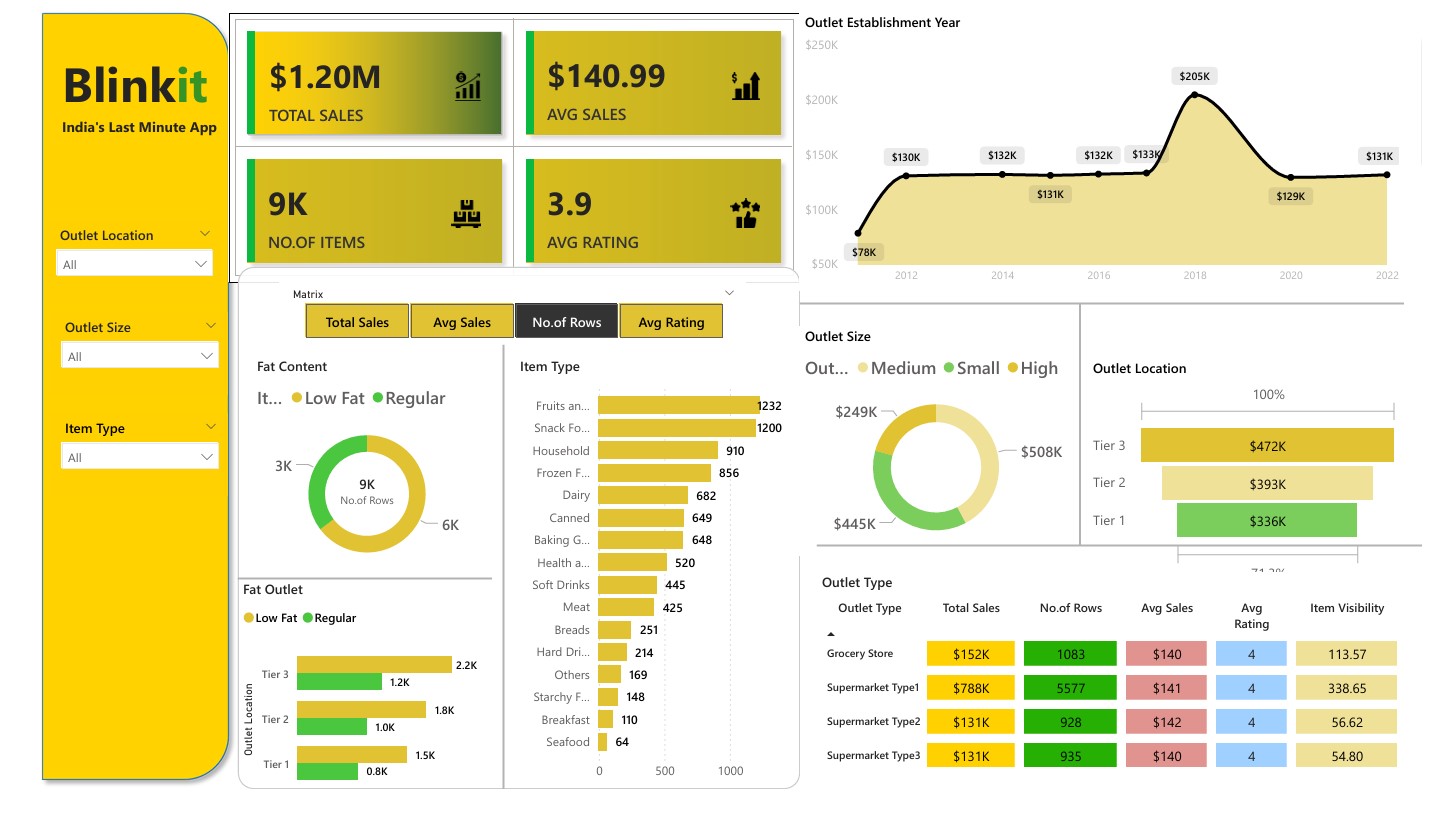 Blinkit
India's Last Minute App
Outlet Location
All
Outlet Size
All
Item Type
All
$1.20M
TOTAL SALES
$140.99
AVG SALES
9K
NO.OF ITEMS
3.9
AVG RATING
Outlet Establishment Year
$250K
$200K
$150K
$100K
$50K
$78K
$130K
$132K
$131K
$132K
$133K
$205K
$129K
$131K
2012
2014
2016
2018
2020
2022
Matrix
Total Sales
Avg Sales
No.of Rows
Avg Rating
Fat Content
It... Low Fat Regular
3K
9K
No.of Rows
6K
Fat Outlet
Low Fat Regular
Outlet Location
Tier 3
2.2K
1.2K
Tier 2
1.8K
1.0K
Tier 1
1.5K
0.8K
Item Type
Fruits an... 1232
Snack Fo... 1200
Household 910
Frozen F... 856
Dairy 682
Canned 649
Baking G... 648
Health a... 520
Soft Drinks 445
Meat 425
Breads 251
Hard Dri... 214
Others 169
Starchy F... 148
Breakfast 110
Seafood 64
0 500 1000
Outlet Size
Out... Medium Small High
$249K
$508K
$445K
Outlet Location
100%
Tier 3 $472K
Tier 2 $393K
Tier 1 $336K
Outlet Type
Outlet Type Total Sales No.of Rows Avg Sales Avg Rating Item Visibility
Grocery Store $152K 1083 $140 4 113.57
Supermarket Type1 $788K 5577 $141 4 338.65
Supermarket Type2 $131K 928 $142 4 56.62
Supermarket Type3 $131K 935 $140 4 54.80